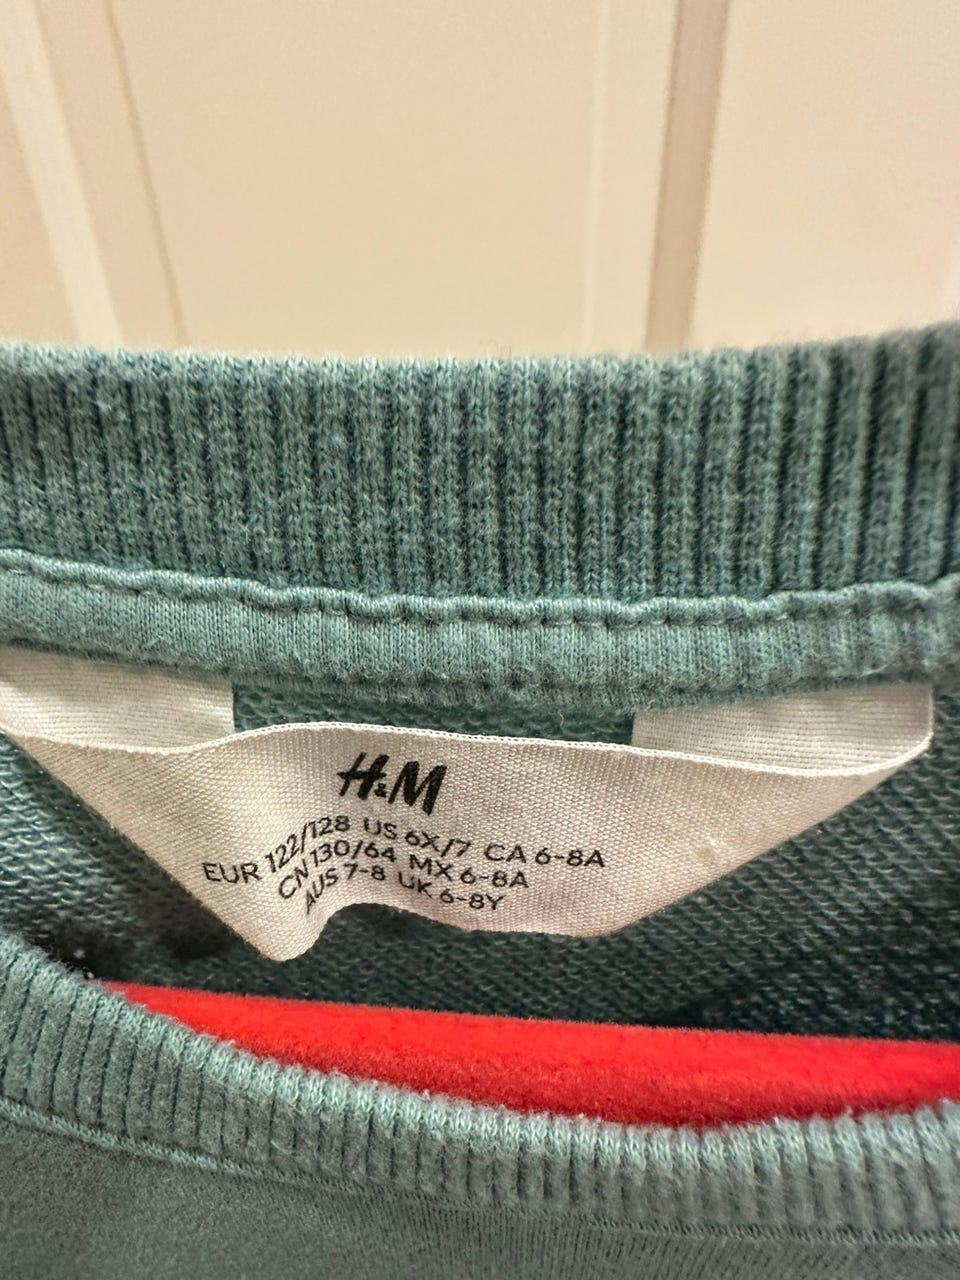 H&M
EUR 122/128 US 6X/7 CA 6-8A
CN 130/64 MX 6-8A
AUS 7-8 UK 6-8Y